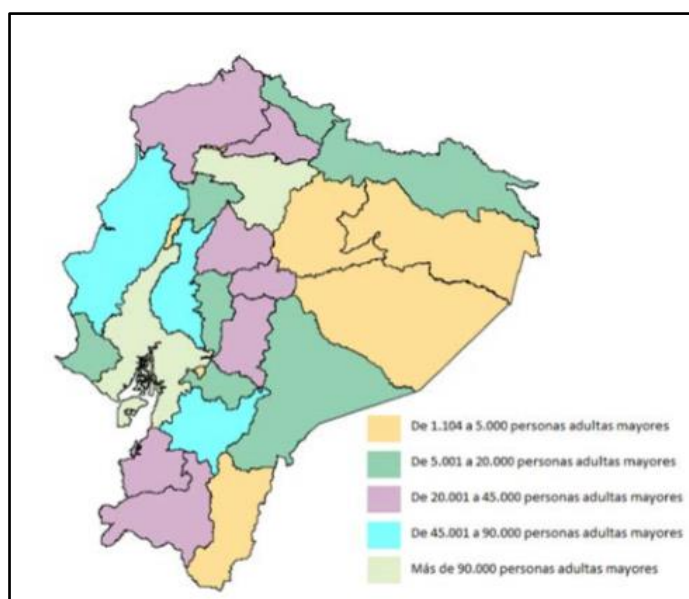 De 1.104 a 5.000 personas adultas mayores
De 5.001 a 20.000 personas adultas mayores
De 20.001 a 45.000 personas adultas mayores
De 45.001 a 90.000 personas adultas mayores
Más de 90.000 personas adultas mayores